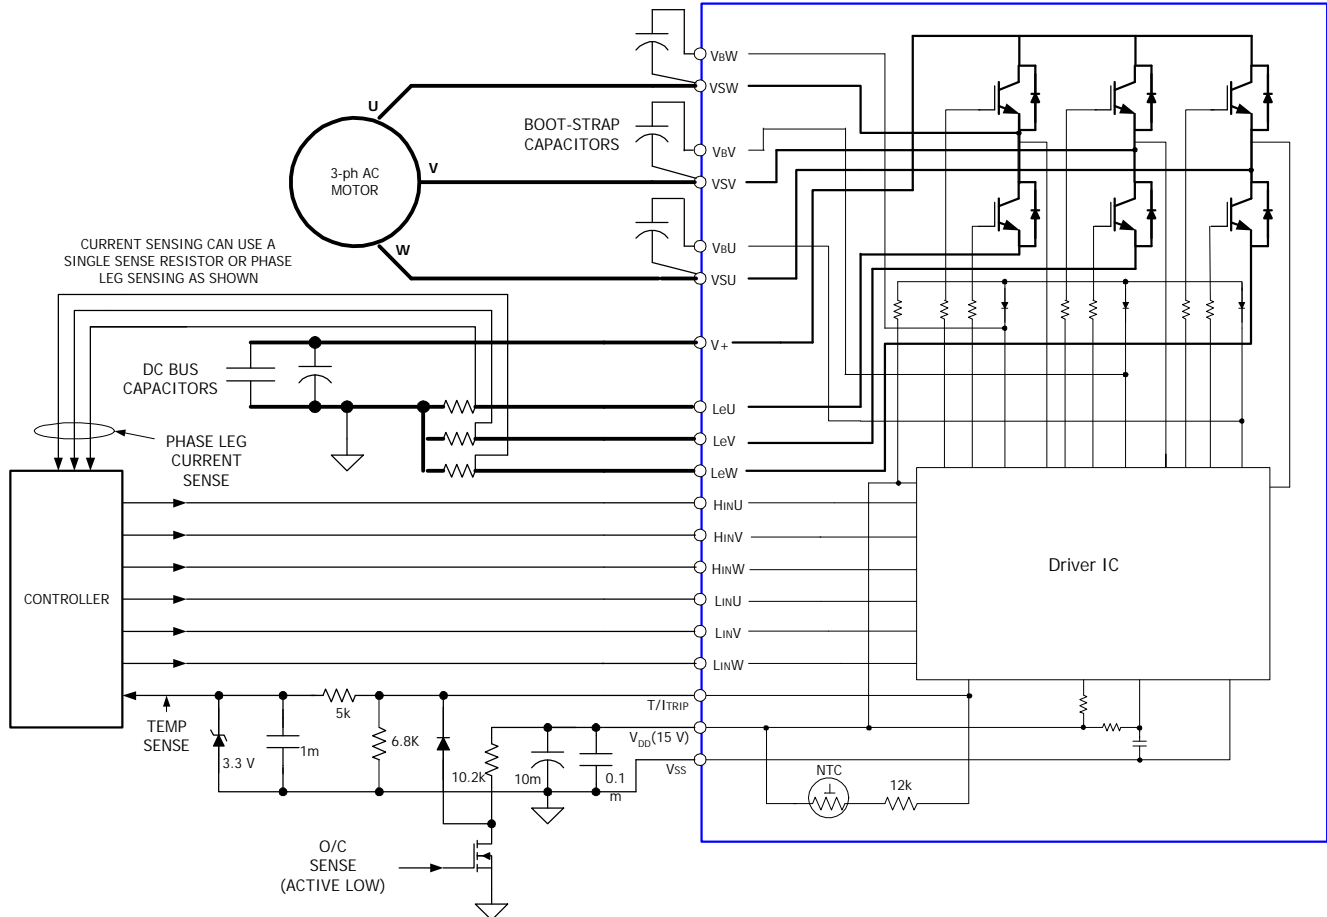 VBW
VSW
U
BOOT-STRAP
CAPACITORS
VBV
3-ph AC
MOTOR
V
VSV
W
VBU
CURRENT SENSING CAN USE A
SINGLE SENSE RESISTOR OR PHASE
LEG SENSING AS SHOWN
VSU
V+
DC BUS
CAPACITORS
LeU
LeV
LeW
PHASE LEG
CURRENT
SENSE
HINU
HINV
HINW
LINU
LINV
LINW
Driver IC
CONTROLLER
T/ITRIP
TEMP
SENSE
5k
VDD(15 V)
VSS
3.3 V
1m
6.8K
10.2k
10m
0.1
m
NTC
12k
O/C
SENSE
(ACTIVE LOW)